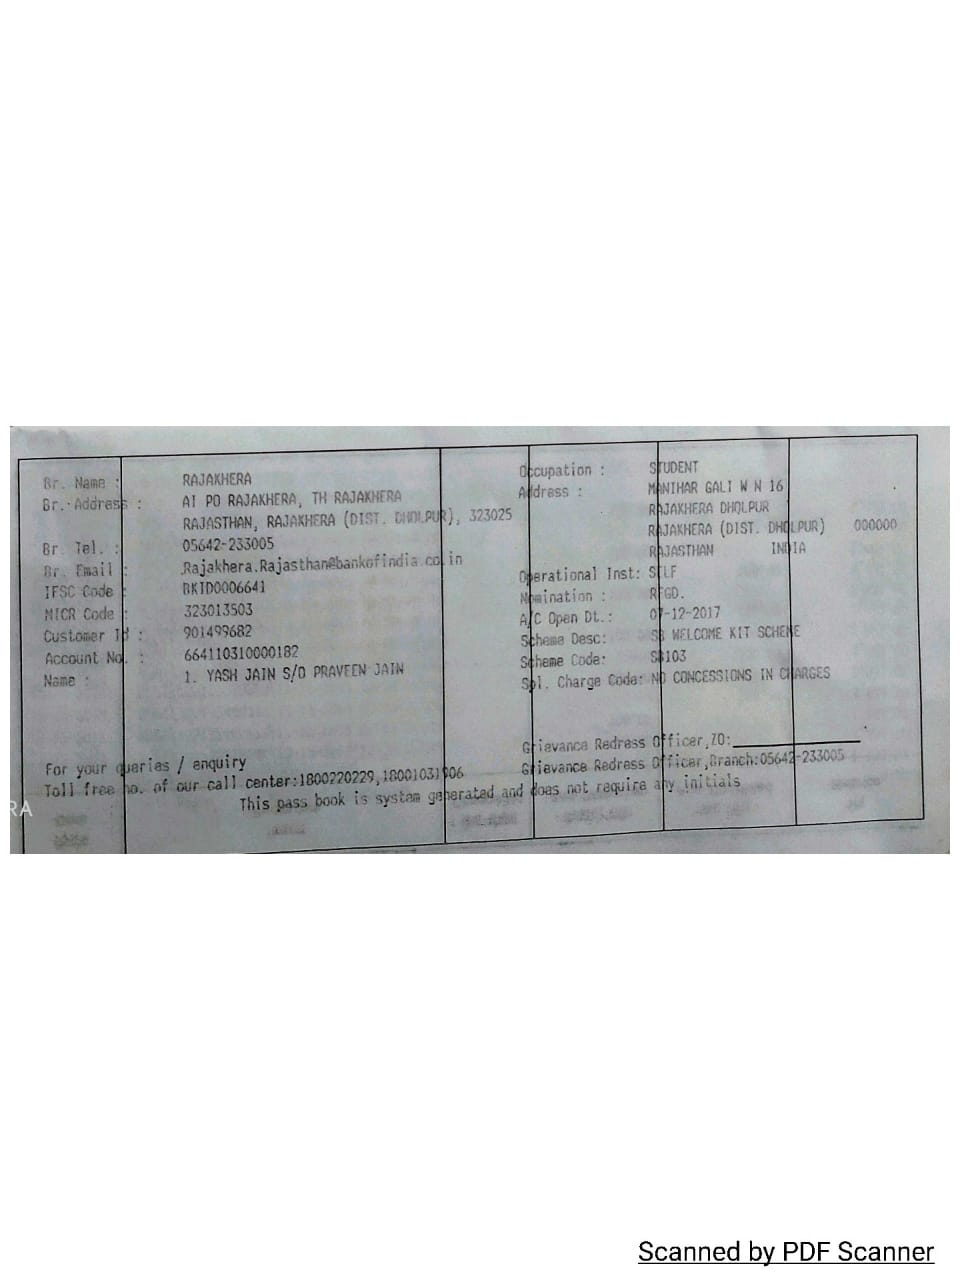 Br. Name : RAJAKHERA
Br. Address : AI PO RAJAKHERA, TH RAJAKHERA
RAJASTHAN, RAJAKHERA (DIST. DHOLPUR), 323025
Br. Tel. : 05642-233005
Br. Email : Rajakhera.Rajasthan@bankofindia.co.in
IFSC Code : BKID0006641
MICR Code : 323013503
Customer Id : 901499682
Account No. : 664110310000182
Name : 1. YASH JAIN S/O PRAVEEN JAIN
Occupation : STUDENT
Address : MANIHAR GALI W N 16
RAJAKHERA DHOLPUR
RAJAKHERA (DIST. DHOLPUR) 000000
RAJASTHAN INDIA
Operational Inst: SELF
Nomination : REGD.
A/C Open Dt.: 07-12-2017
Scheme Desc: SB WELCOME KIT SCHEME
Scheme Code: SB103
Spl. Charge Code: NO CONCESSIONS IN CHARGES
Grievance Redress Officer,ZO:
Grievance Redress Officer,Branch:05642-233005
For your queries / enquiry
Toll free no. of our call center:1800220229,18001031906
This pass book is system generated and does not require any initials
RA
Scanned by PDF Scanner